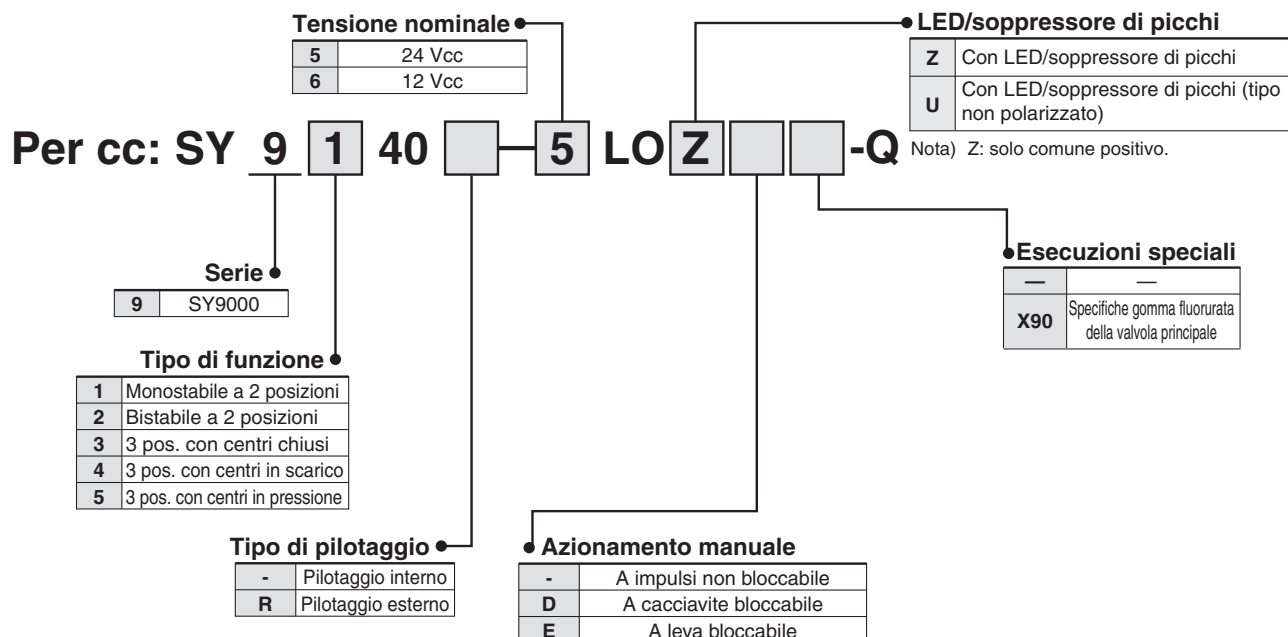 Tensione nominale
5 24 Vcc
6 12 Vcc
LED/soppressore di picchi
Z Con LED/soppressore di picchi
U Con LED/soppressore di picchi (tipo
non polarizzato)
Per cc: SY 9 1 40 5 LO Z -Q
Nota) Z: solo comune positivo.
Serie
9 SY9000
Esecuzioni speciali
— —
X90 Specifiche gomma fluorurata
della valvola principale
Tipo di funzione
1 Monostabile a 2 posizioni
2 Bistabile a 2 posizioni
3 3 pos. con centri chiusi
4 3 pos. con centri in scarico
5 3 pos. con centri in pressione
Tipo di pilotaggio
- Pilotaggio interno
R Pilotaggio esterno
Azionamento manuale
- A impulsi non bloccabile
D A cacciavite bloccabile
E A leva bloccabile